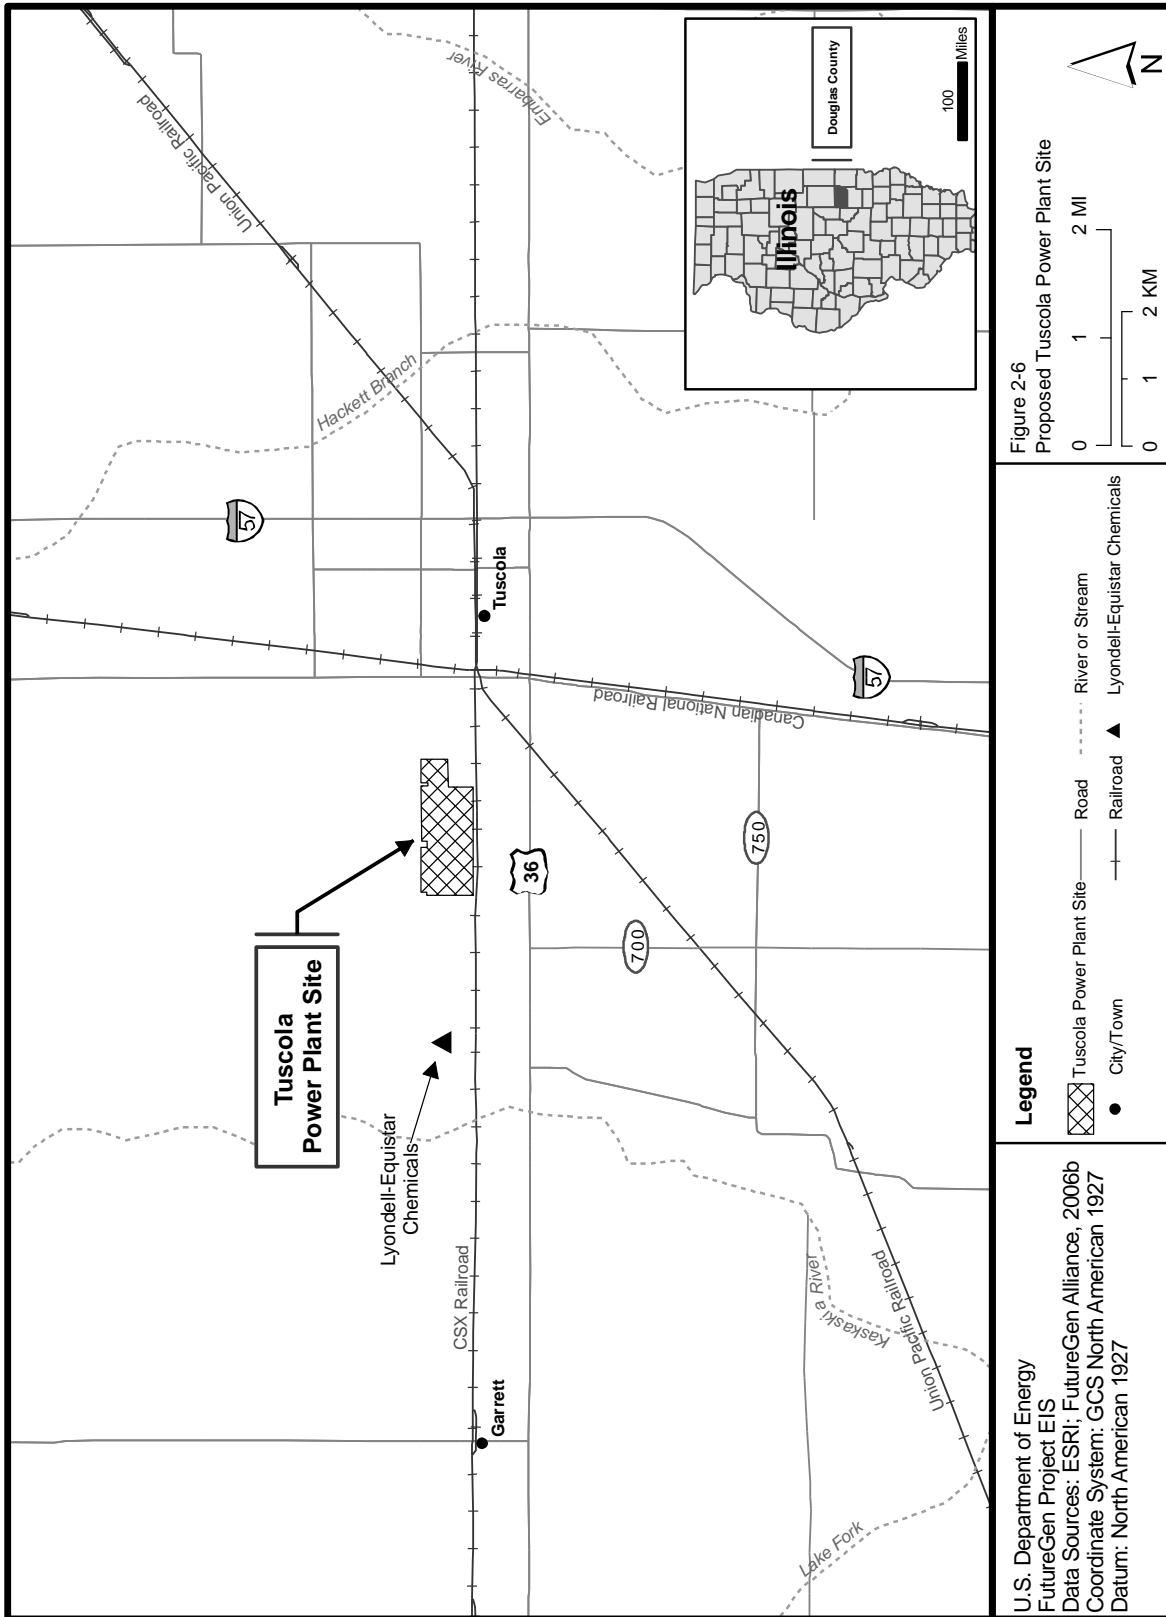 Tuscola
Power Plant Site
Lyondell-Equistar
Chemicals
CSX Railroad
Garrett
Tuscola
57
57
36
700
750
Hackett Branch
Union Pacific Railroad
Embarras River
Canadian National Railroad
Kaskaskia River
Union Pacific Railroad
Lake Fork
Illinois
Douglas County
100
Miles
U.S. Department of Energy
FutureGen Project EIS
Data Sources: ESRI; FutureGen Alliance, 2006b
Coordinate System: GCS North American 1927
Datum: North American 1927
Legend
Tuscola Power Plant Site
Road
River or Stream
City/Town
Railroad
Lyondell-Equistar Chemicals
Figure 2-6
Proposed Tuscola Power Plant Site
0 1 2 MI
0 1 2 KM
N